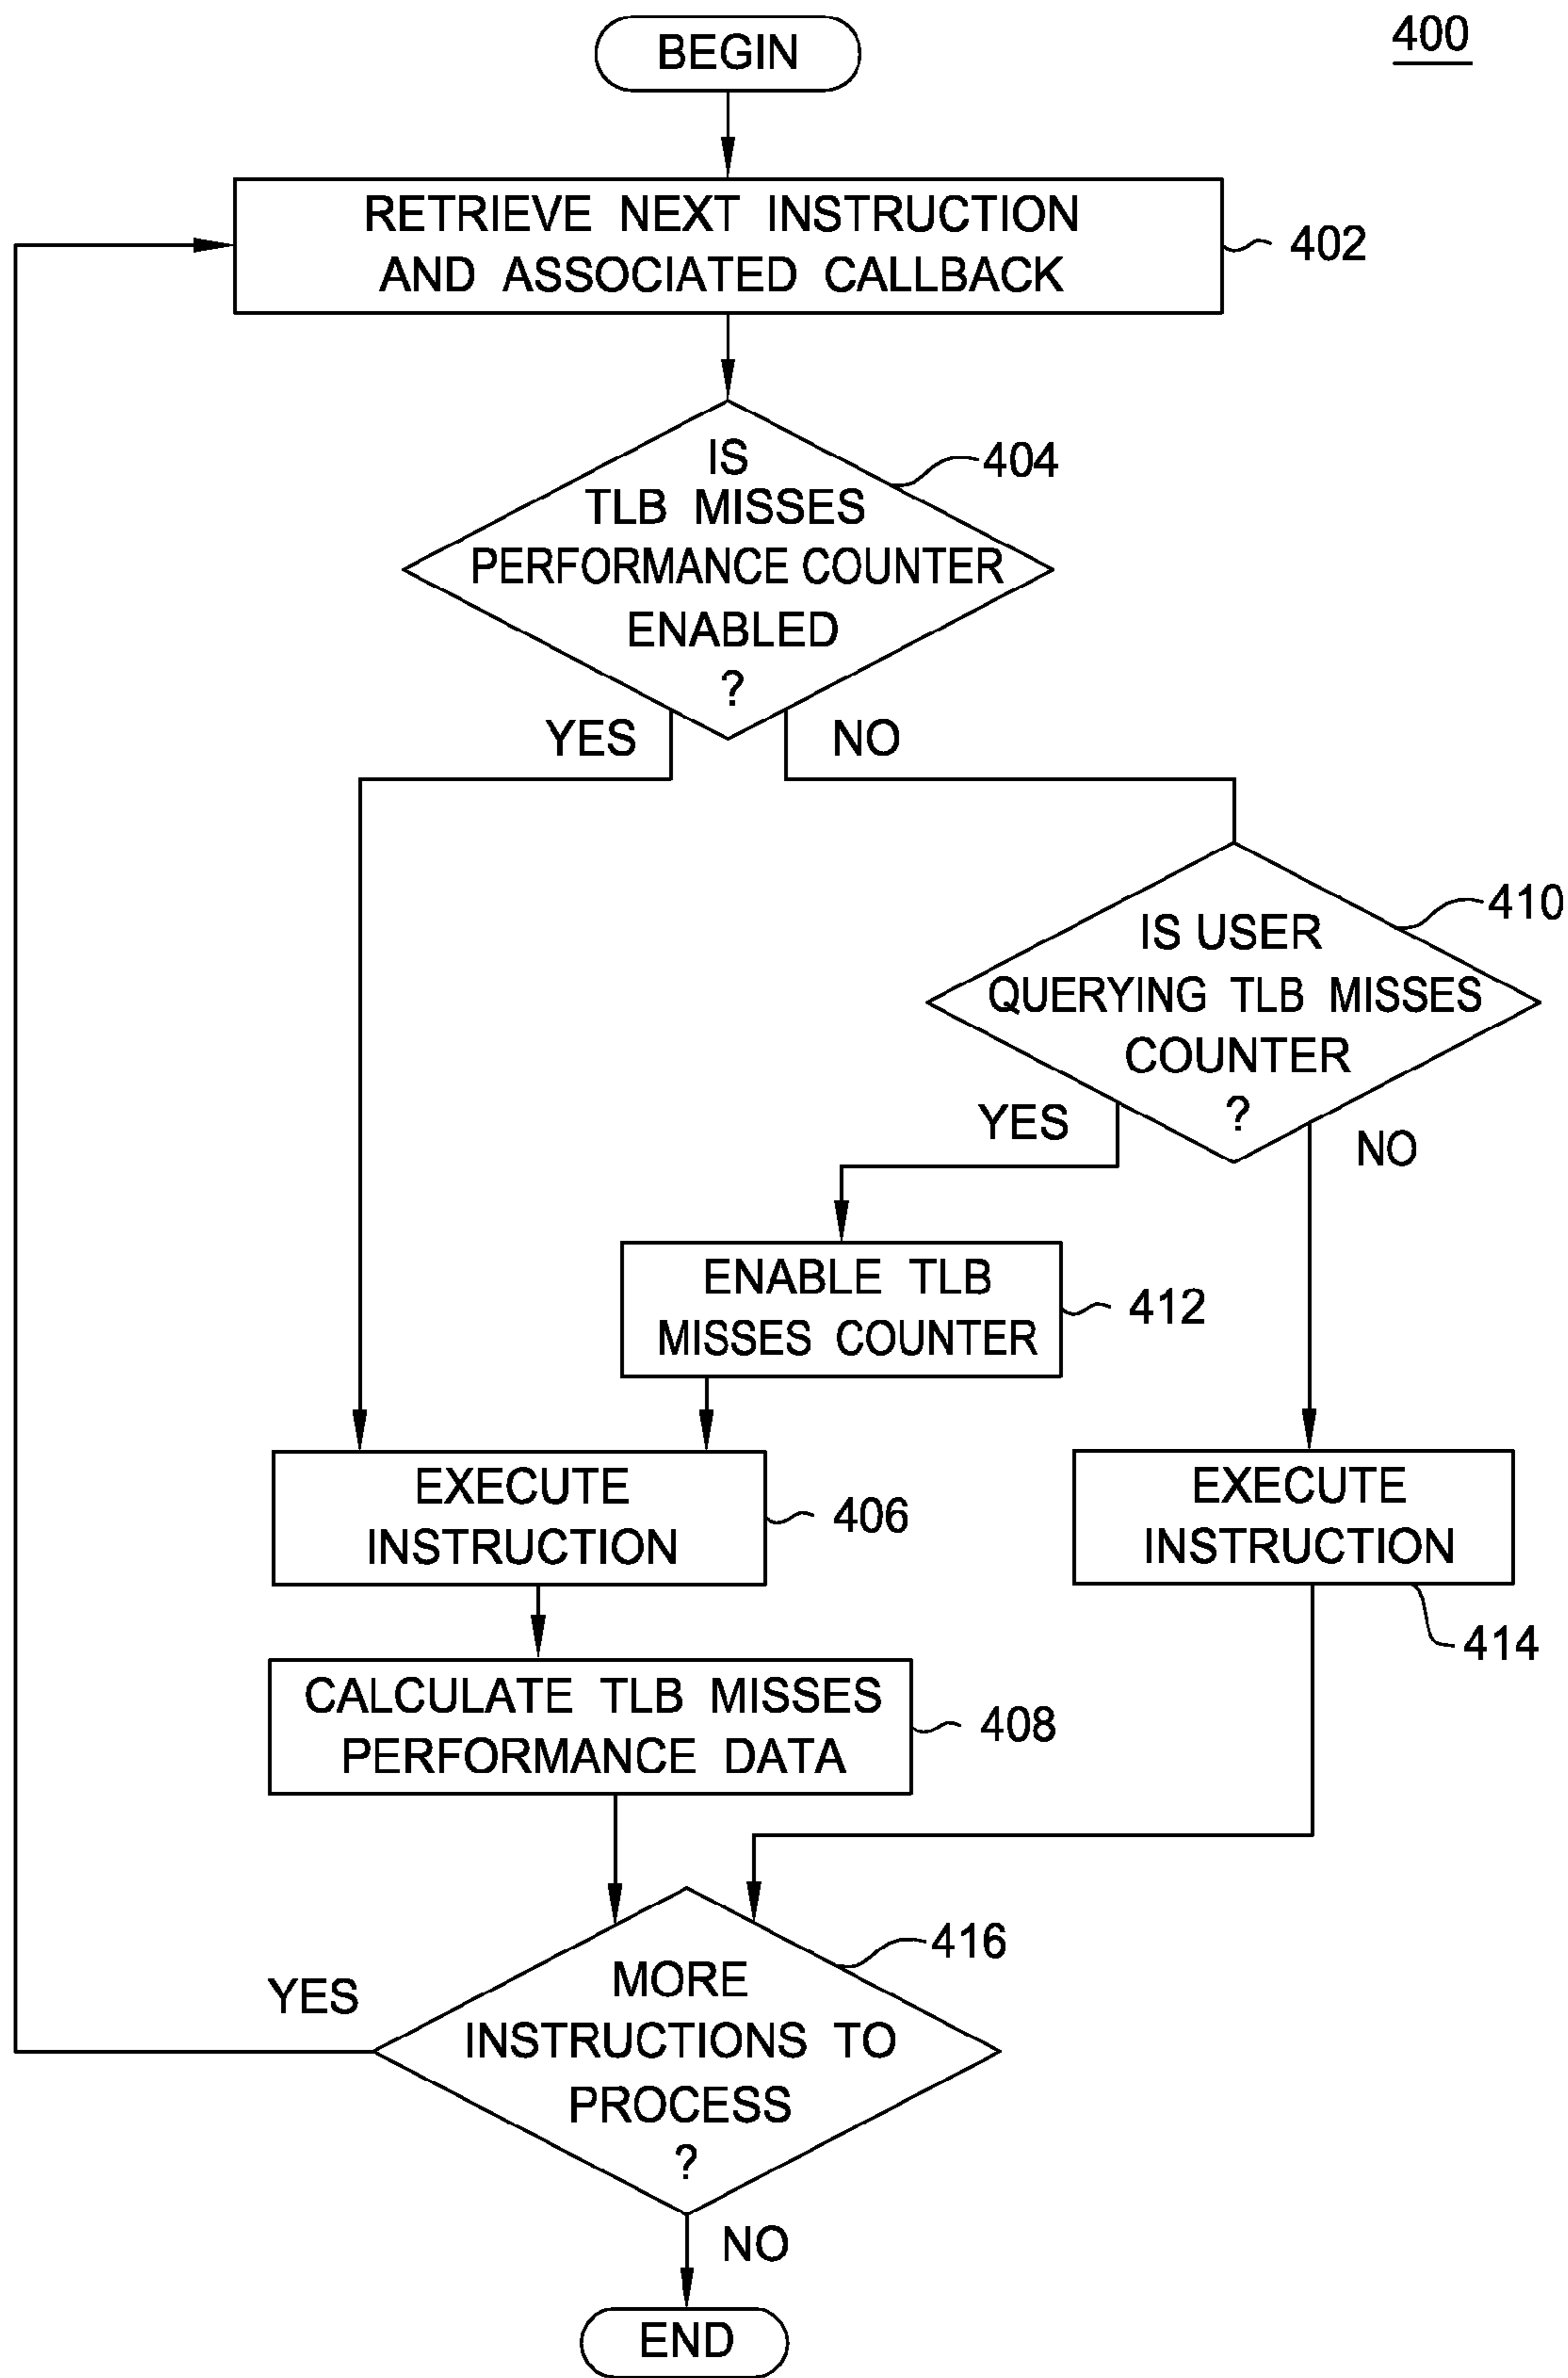 400
BEGIN
RETRIEVE NEXT INSTRUCTION
AND ASSOCIATED CALLBACK
402
IS
TLB MISSES
PERFORMANCE COUNTER
ENABLED
?
404
YES
NO
IS USER
QUERYING TLB MISSES
COUNTER
?
410
YES
NO
ENABLE TLB
MISSES COUNTER
412
EXECUTE
INSTRUCTION
406
EXECUTE
INSTRUCTION
414
CALCULATE TLB MISSES
PERFORMANCE DATA
408
MORE
INSTRUCTIONS TO
PROCESS
?
416
YES
NO
END